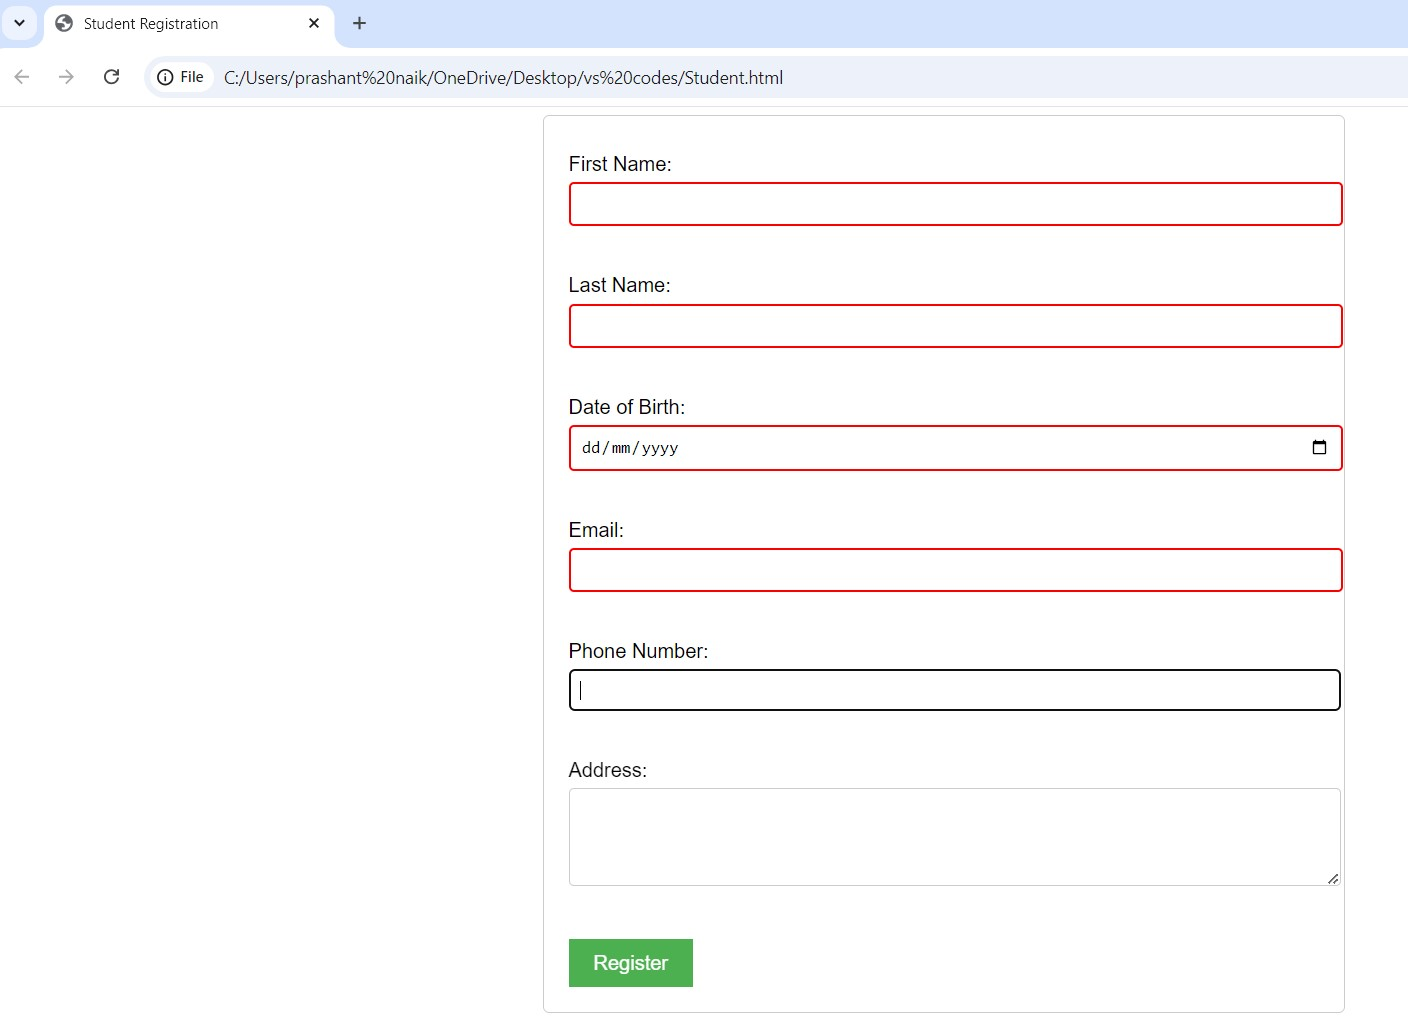 Student Registration
File C:/Users/prashant%20naik/OneDrive/Desktop/vs%20codes/Student.html
First Name:
Last Name:
Date of Birth:
dd/mm/yyyy
Email:
Phone Number:
Address:
Register